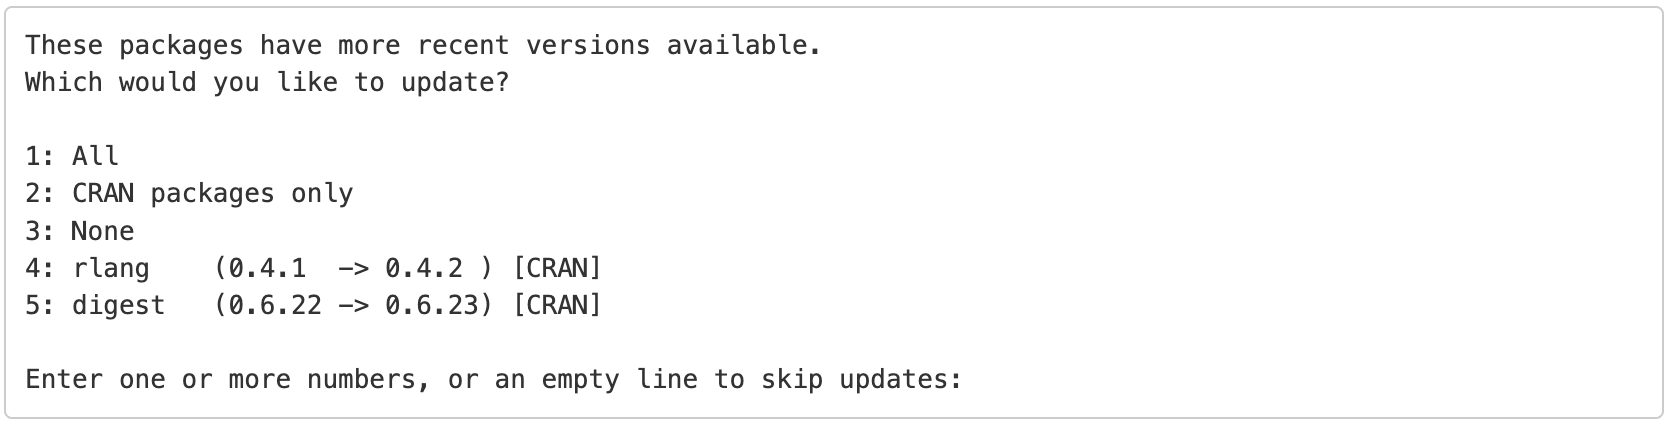 These packages have more recent versions available.
Which would you like to update?

1: All
2: CRAN packages only
3: None
4: rlang    (0.4.1  -> 0.4.2 ) [CRAN]
5: digest   (0.6.22 -> 0.6.23) [CRAN]

Enter one or more numbers, or an empty line to skip updates: